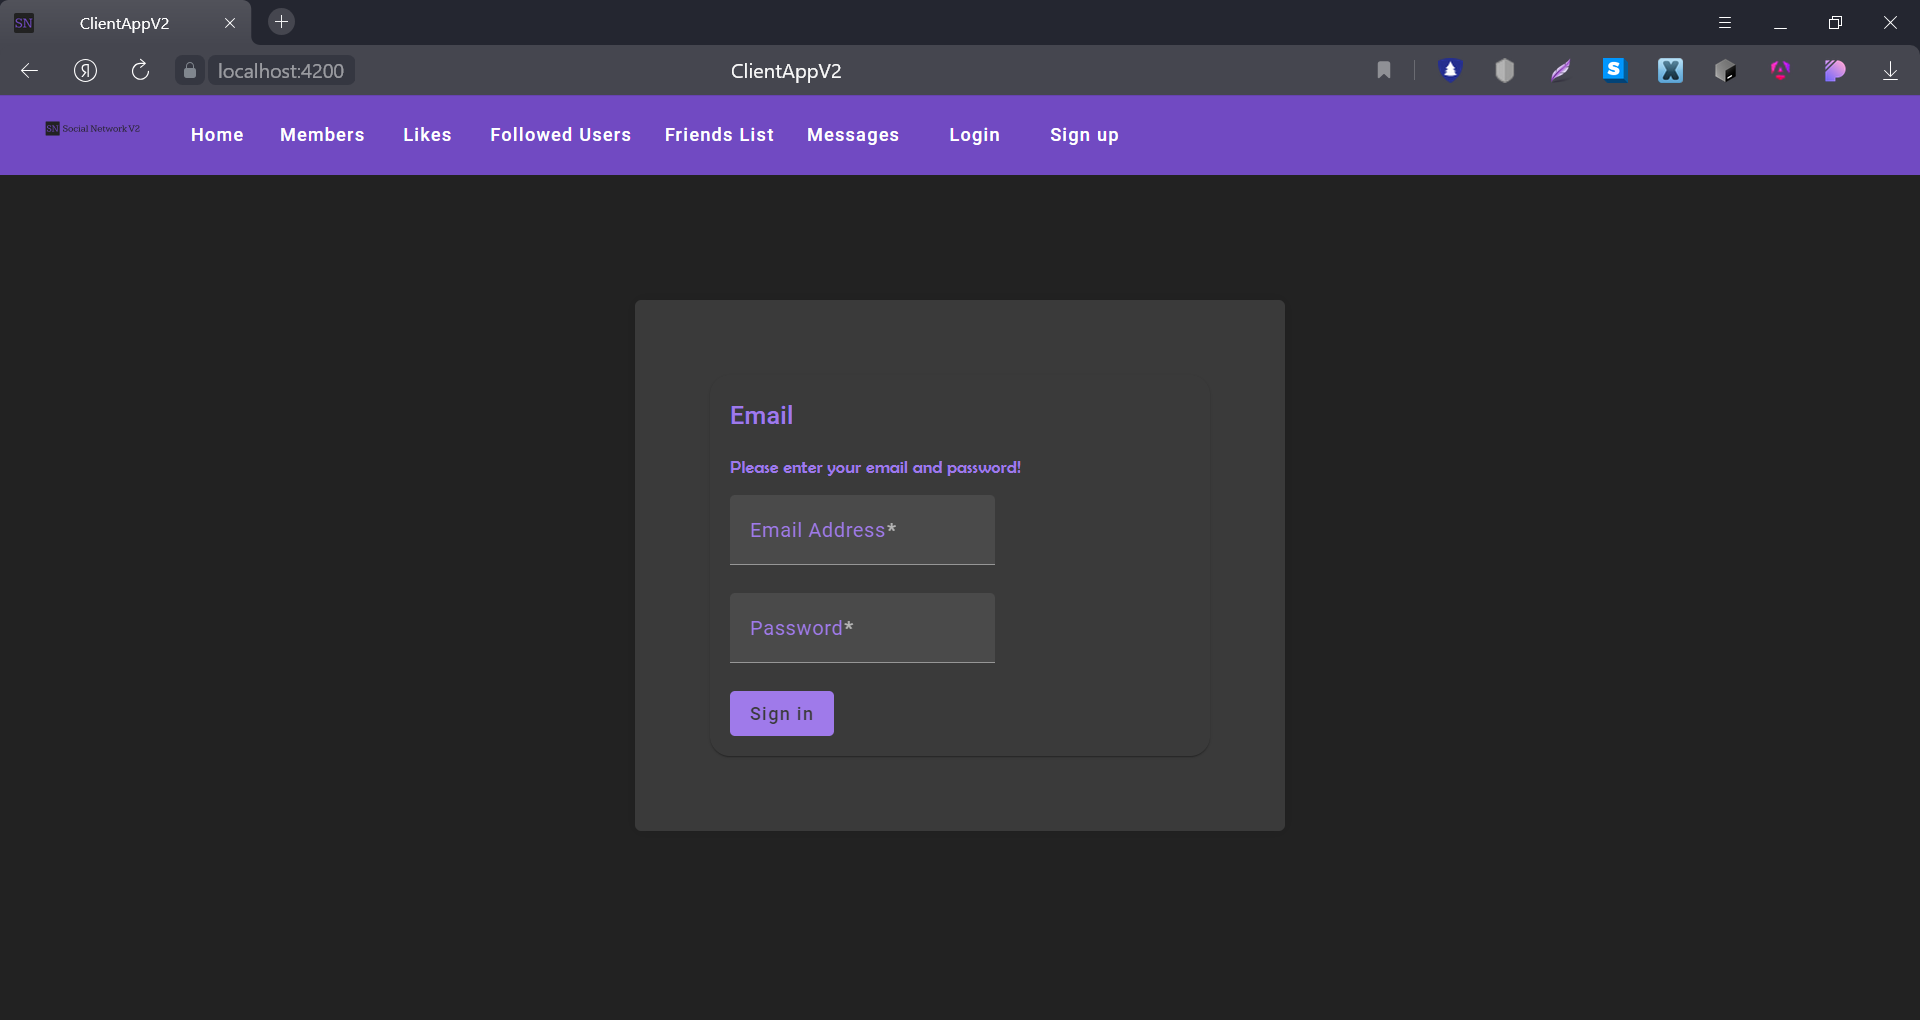 SN ClientAppV2
Я localhost:4200 ClientAppV2
SN Social Network V2 Home Members Likes Followed Users Friends List Messages Login Sign up
Email
Please enter your email and password!
Email Address*
Password*
Sign in